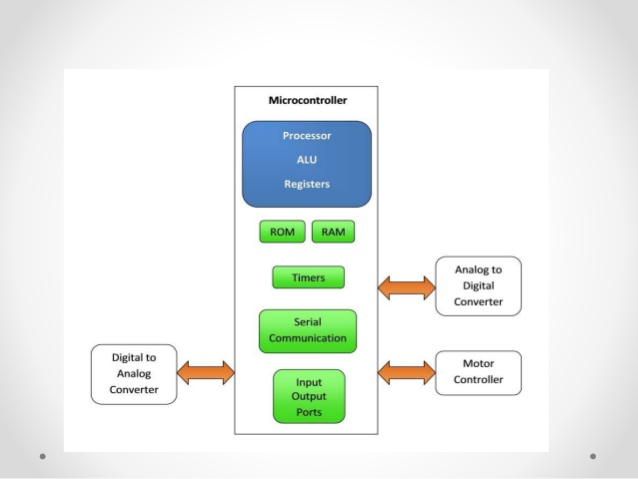 Microcontroller
Processor
ALU
Registers
ROM
RAM
Timers
Serial
Communication
Input
Output
Ports
Digital to
Analog
Converter
Analog to
Digital
Converter
Motor
Controller